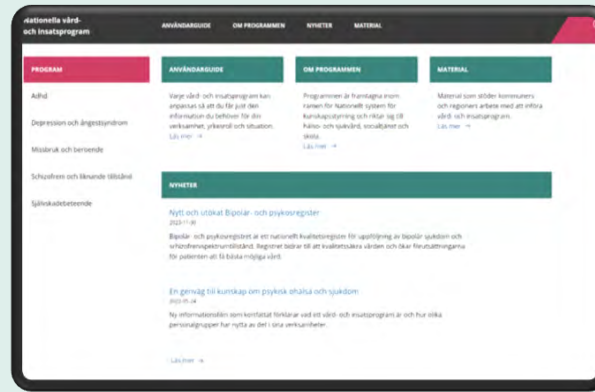 Nationella vård-
och insatsprogram
ANVÄNDARGUIDE
OM PROGRAMMEN
NYHETER
MATERIAL
PROGRAM
Adhd
Depression och ångestsyndrom
Missbruk och beroende
Schizofreni och liknande tillstånd
Självskadebeteende
ANVÄNDARGUIDE
Varje vård- och insatsprogram kan
anpassas så att du får just den
information du behöver för din
verksamhet, yrkesroll och situation.
Läs mer →
OM PROGRAMMEN
Programmen är framtagna inom
ramen för Nationellt system för
kunskapsstyrning och riktar sig till
hälso- och sjukvård, socialtjänst och
skola.
Läs mer →
MATERIAL
Material som stöder kommuners
och regioners arbete med att införa
vård- och insatsprogram.
Läs mer →
NYHETER
Nytt och utökat Bipolär- och psykosregister
2023-11-30
Bipolär- och psykosregistret är ett nationellt kvalitetsregister för uppföljning av bipolär sjukdom och
schizofrenispektrumtillstånd. Registret bidrar till att kvalitetssäkra vården och ökar förutsättningarna
för patienten att få bästa möjliga vård.
En genväg till kunskap om psykisk ohälsa och sjukdom
Ny informationsfilm som kortfattat förklarar vad ett vård- och insatsprogram är och hur olika
personalgrupper har nytta av det i sina verksamheter.
Läs mer →